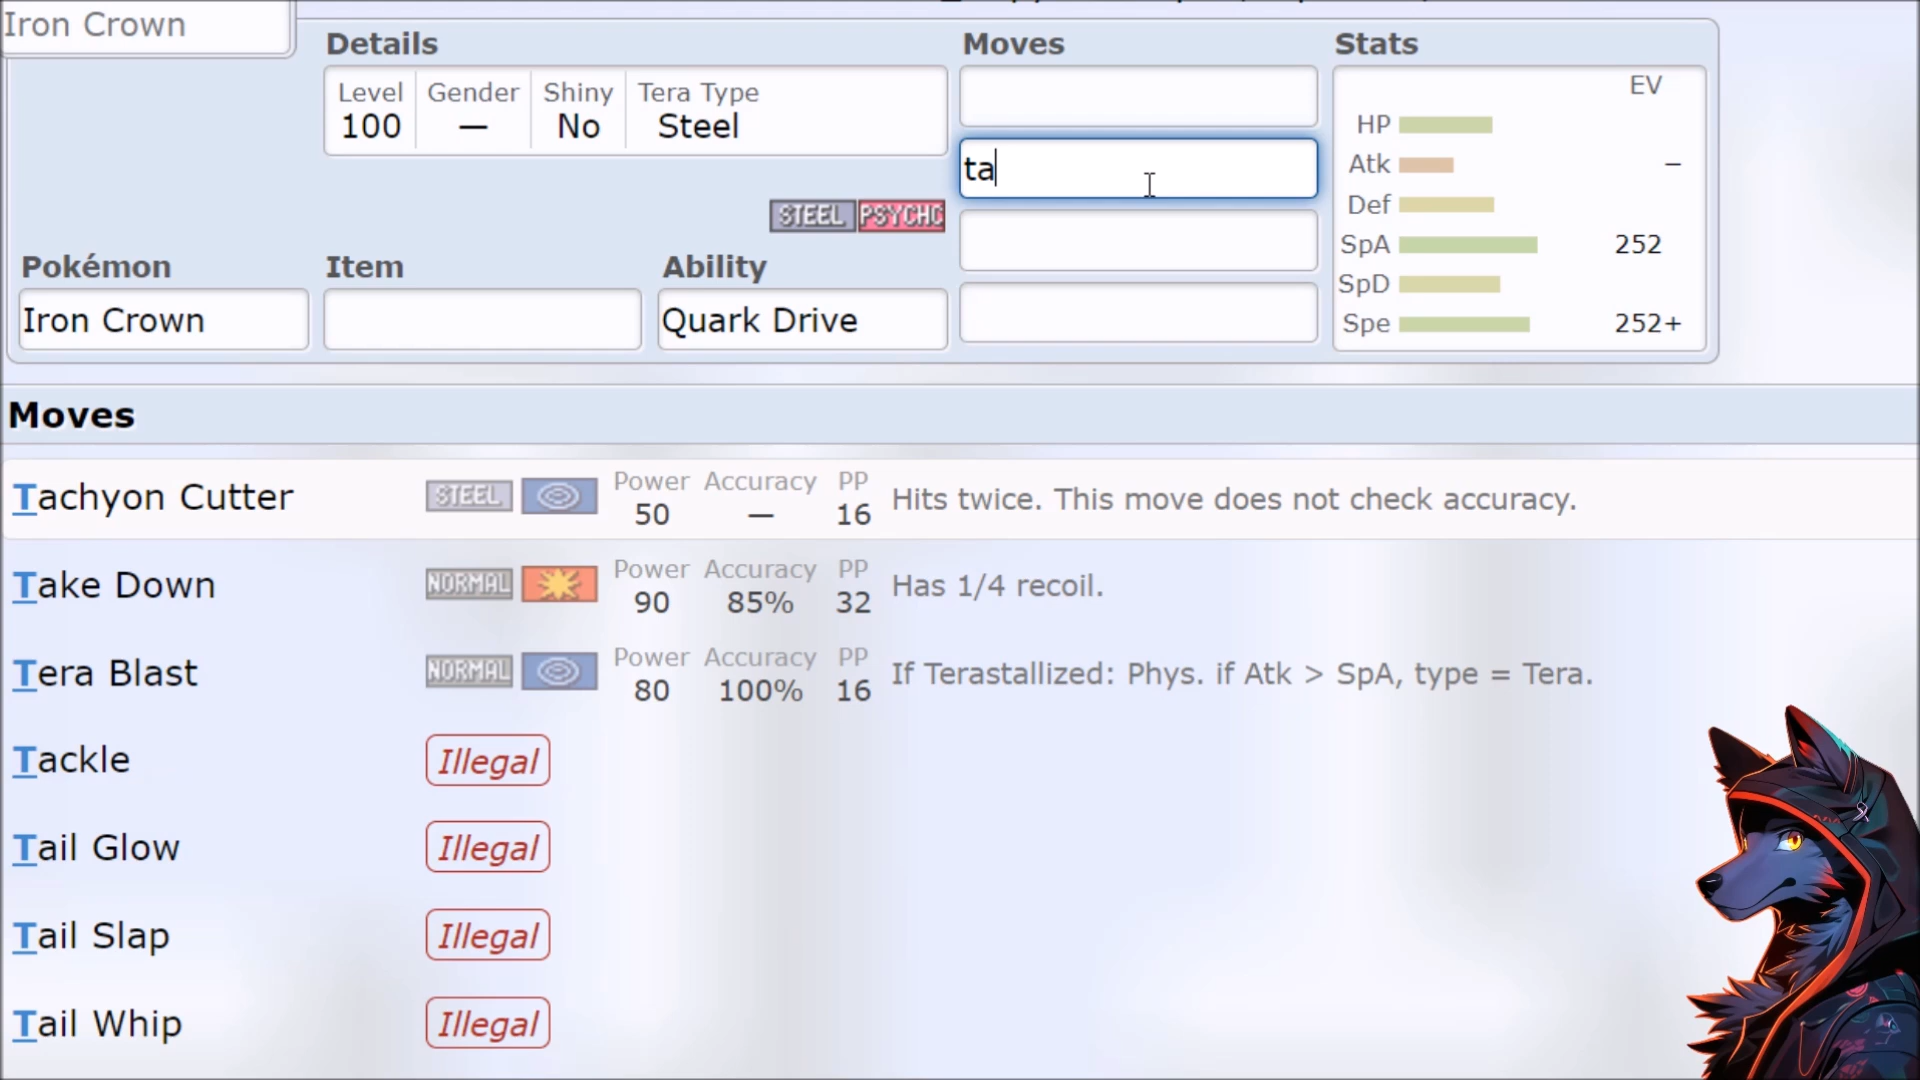 Iron Crown
Details
Level Gender Shiny Tera Type
100 — No Steel
STEEL PSYCHC
Pokémon Item Ability
Iron Crown Quark Drive
Moves
ta
Stats
EV
HP
Atk –
Def
SpA 252
SpD
Spe 252+
Moves
Tachyon Cutter STEEL Power 50 Accuracy — PP 16 Hits twice. This move does not check accuracy.
Take Down NORMAL Power 90 Accuracy 85% PP 32 Has 1/4 recoil.
Tera Blast NORMAL Power 80 Accuracy 100% PP 16 If Terastallized: Phys. if Atk > SpA, type = Tera.
Tackle Illegal
Tail Glow Illegal
Tail Slap Illegal
Tail Whip Illegal